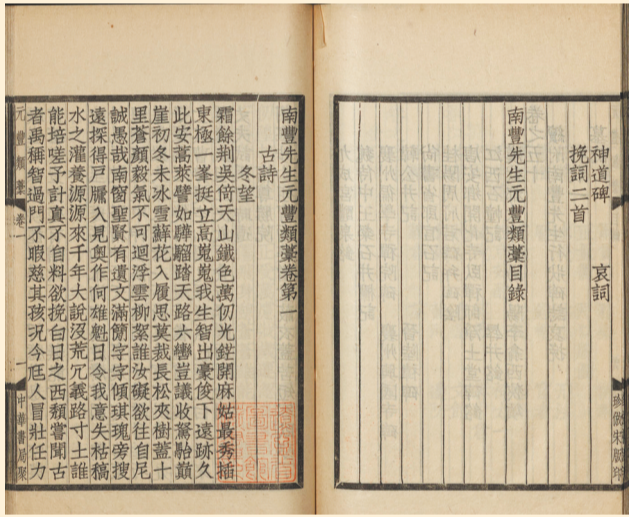 神道碑　哀詞
挽詞二首
南豐先生元豐類藁目錄
珍倣宋版印
南豐先生元豐類藁卷第一
古詩
冬望
霜餘荊吳倚天山鐵色萬仞光鋩開麻姑最秀插
東極一峯挺立高嵬嵬我生智出豪俊下遠跡久
此安蒿萊譬如驊騮踏天路六轡豈議收駑駘巔
崖初冬未冰雪蘚花入履思莫裁長松夾樹蓋十
里蒼顏毅氣不可迴浮雲柳絮誰汝礙欲往自尼
誠愚哉南窗聖賢有遺文滿簡字字傾琪瑰旁搜
遠探得戶牖入見奧作何雄魁日令我意失枯槁
水之灌養源源來千年大說沒荒冗義路寸土誰
能培嗟予計真不自料欲挽白日之西頹嘗聞古
者禹稱智過門不暇慈其孩況今尫人冒壯任力
元豐類藁　卷一　一　中華書局聚